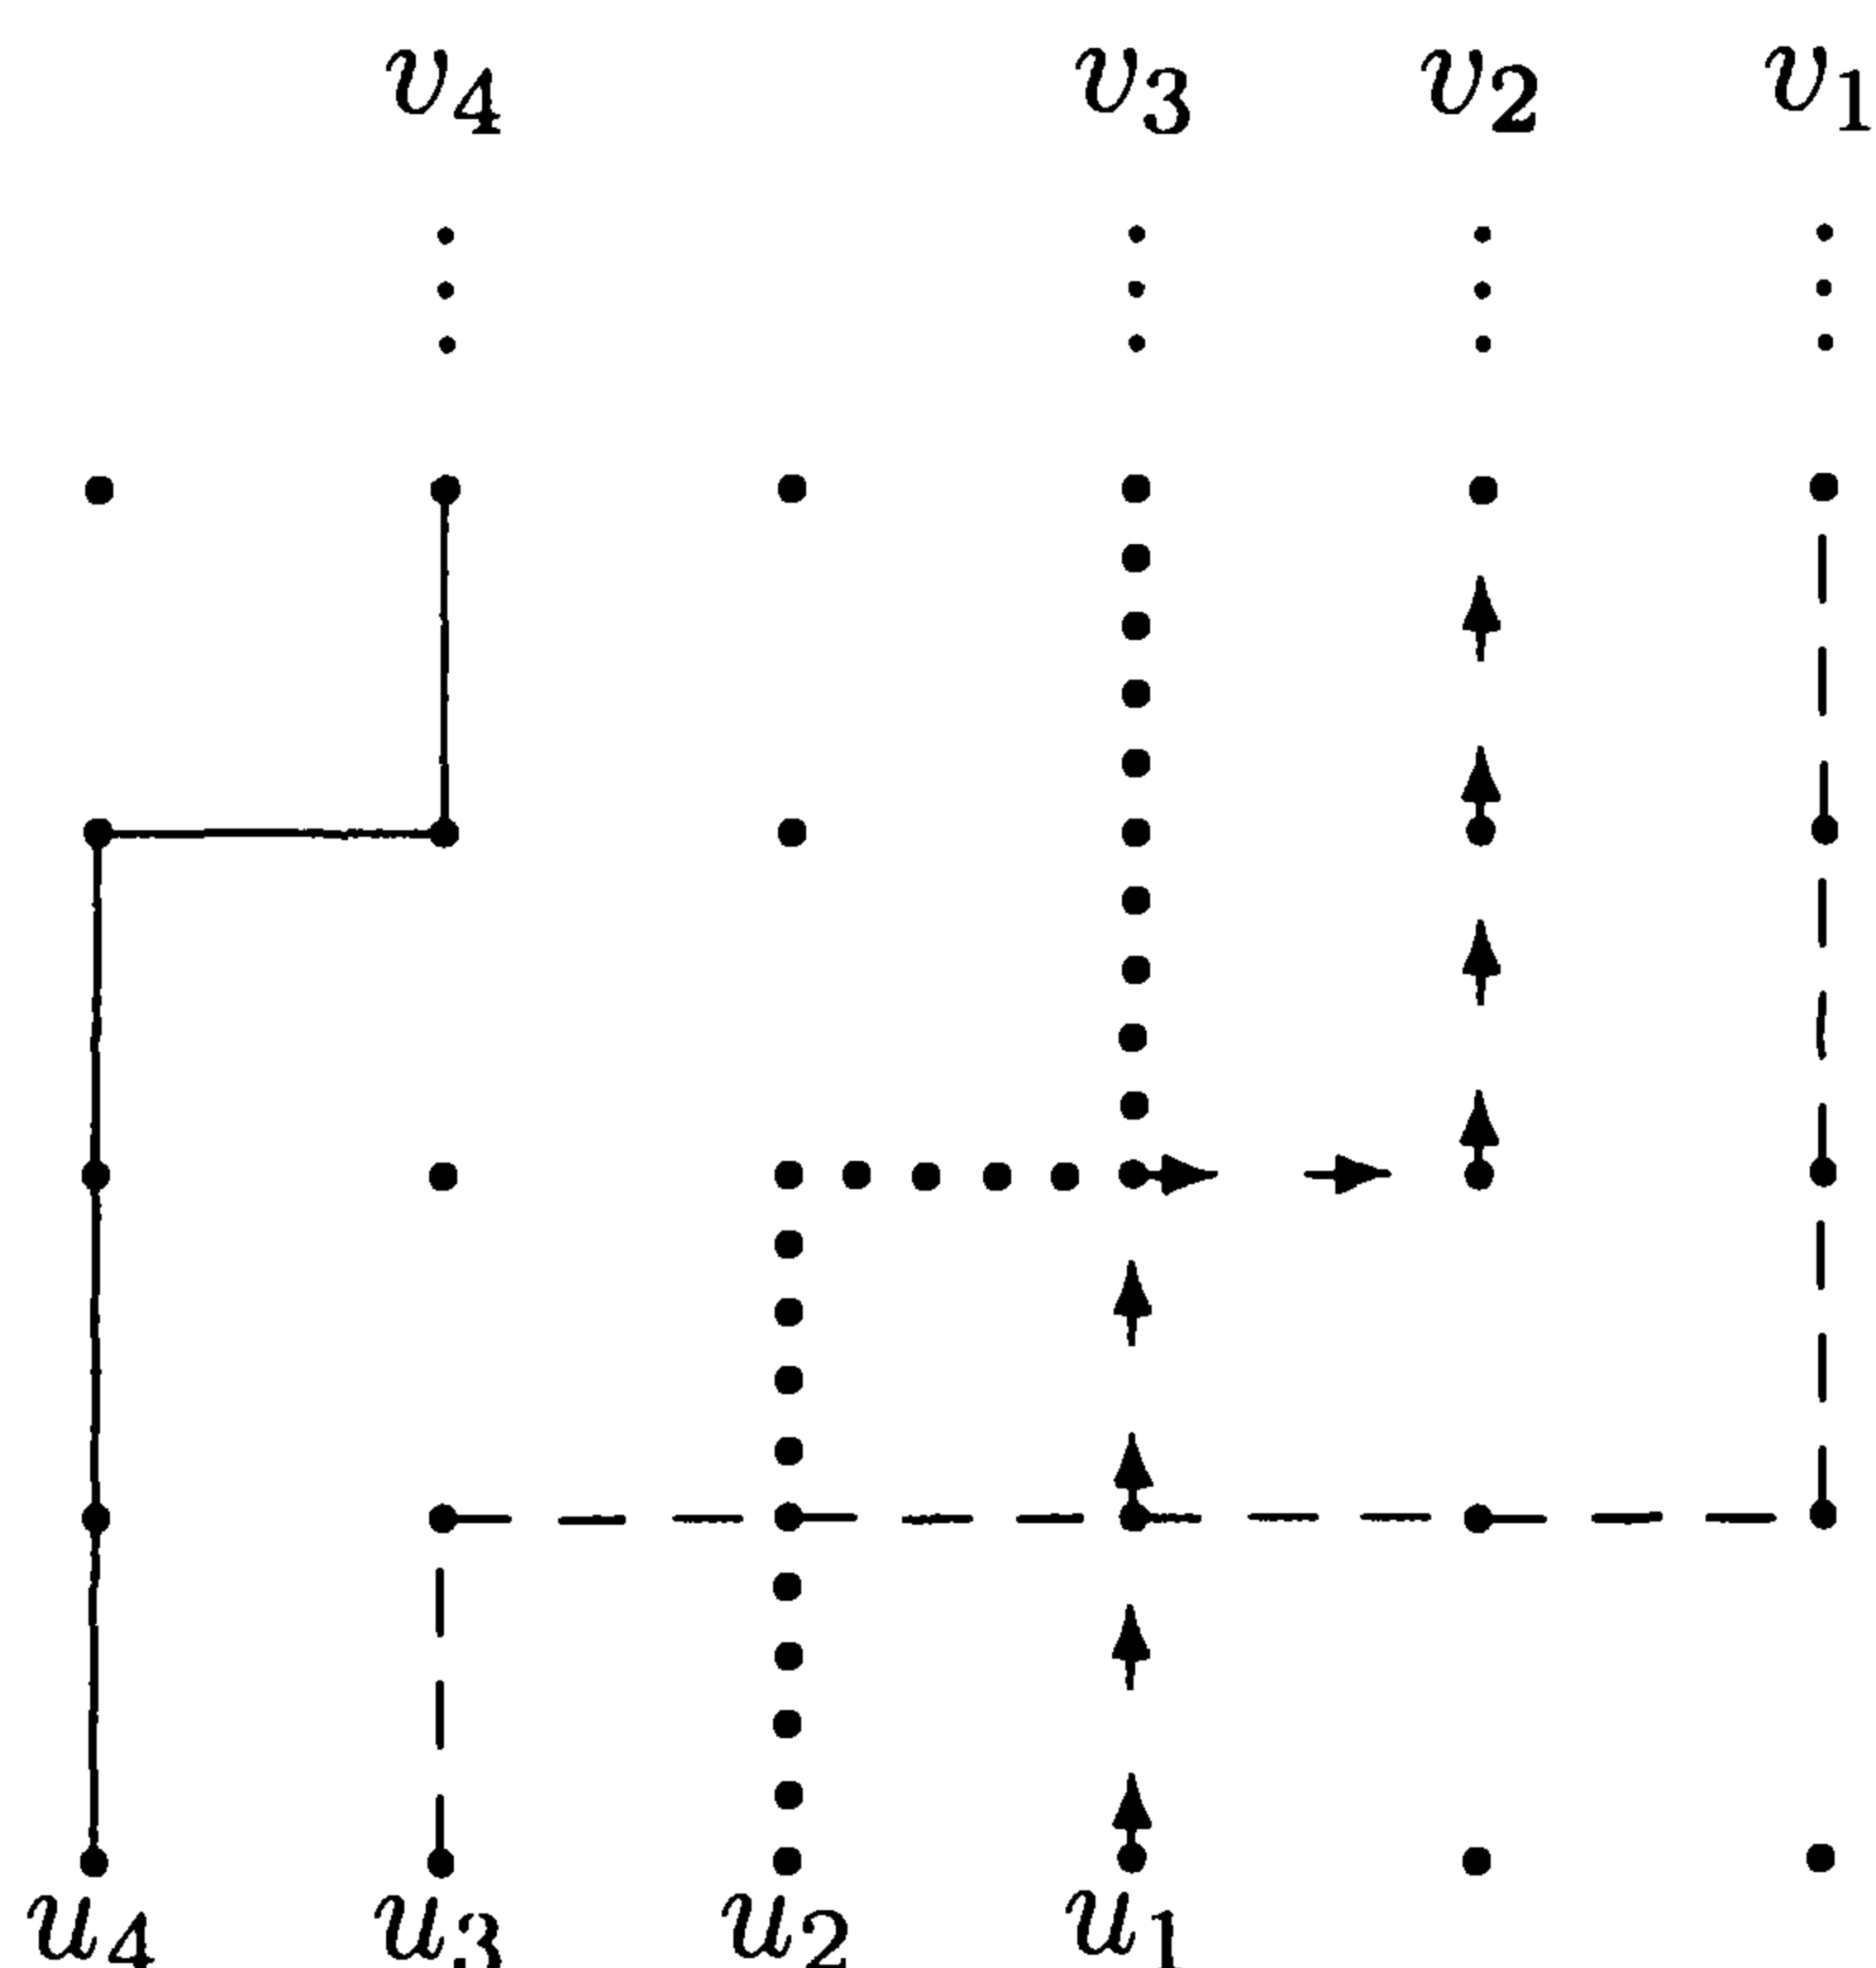 v₄ v₃ v₂ v₁
u₄ u₃ u₂ u₁